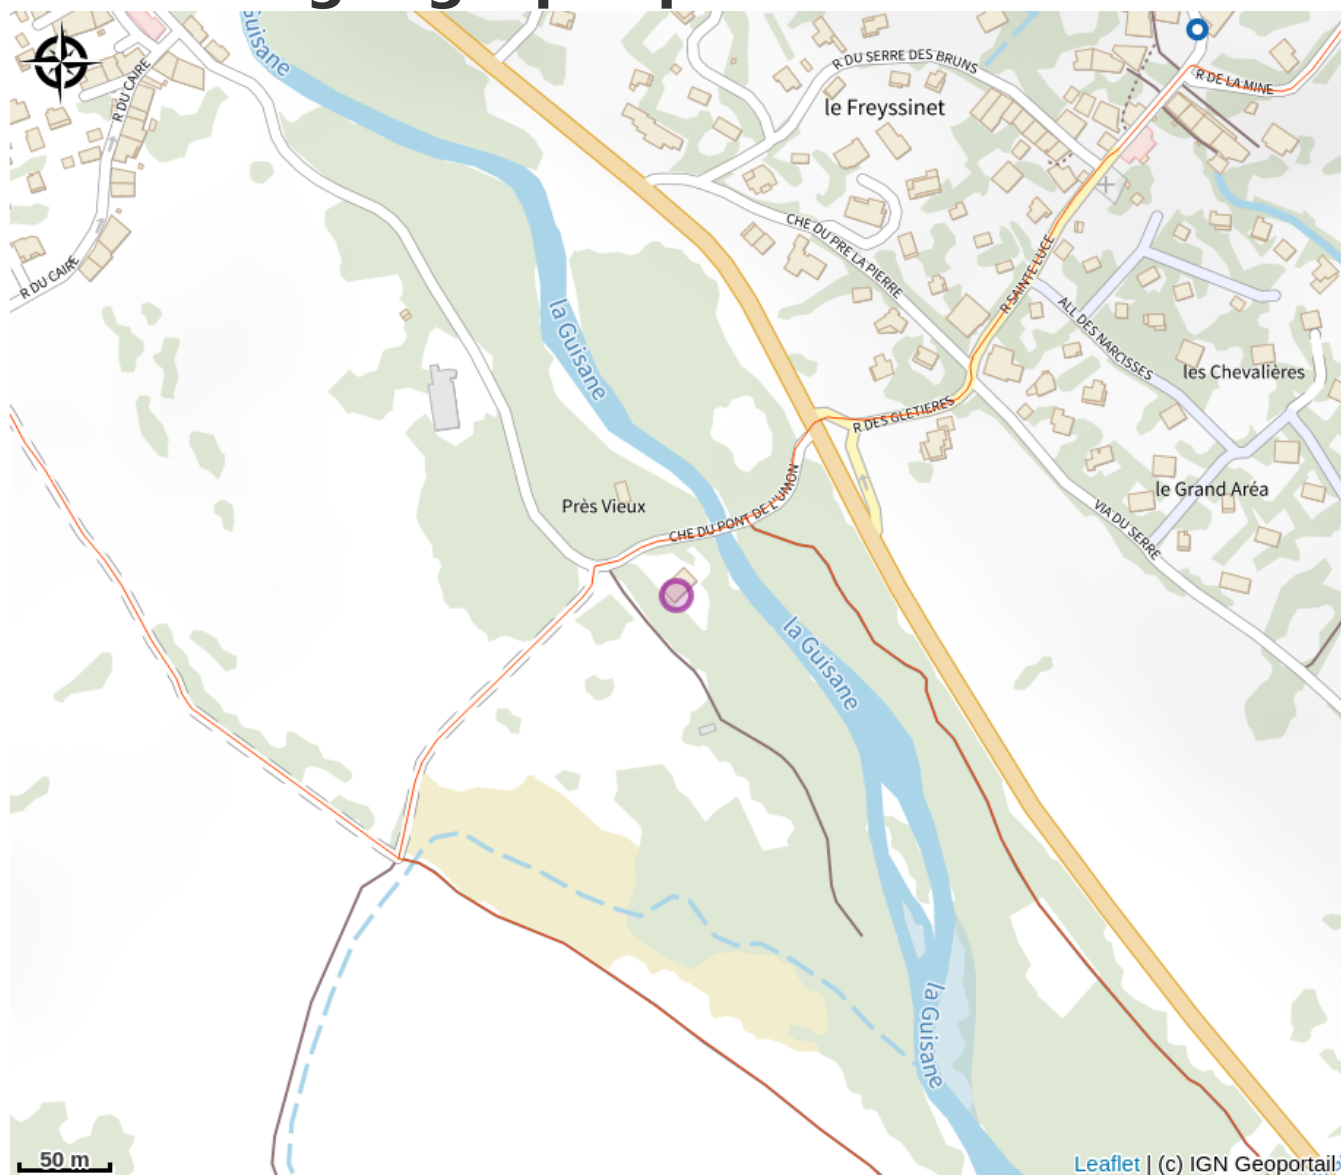 la Guisane
R DU CAIRE
R DU SERRE DES BRUNS
R DE LA MINE
le Freyssinet
CHE DU PRE LA PIERRE
R DU CAIRE
R SAINTE LUCE
ALL DES NARCISSES
la Guisane
les Chevalières
R DES GLETIERES
le Grand Aréa
Près Vieux
CHE DU PONT DE L'UMON
VIA DU SERRE
la Guisane
la Guisane
50 m
Leaflet | (c) IGN Geoportail